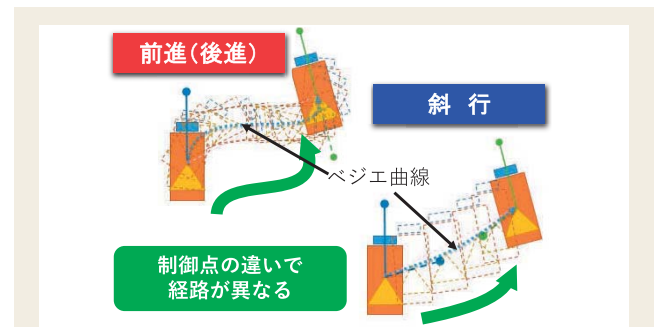 前進(後進)
斜 行
ベジエ曲線
制御点の違いで
経路が異なる